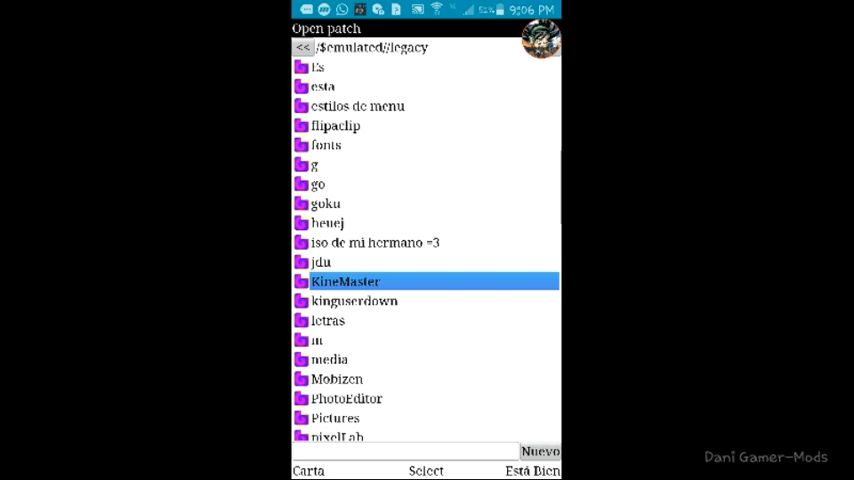 52% 9:06 PM
Open patch
<< /$emulated//legacy
Es
esta
estilos de menu
flipaclip
fonts
g
go
goku
heuej
iso de mi hermano =3
jdu
KineMaster
kinguserdown
letras
m
media
Mobizen
PhotoEditor
Pictures
pixelLab
Nuevo
Carta Select Está Bien
Dani Gamer-Mods